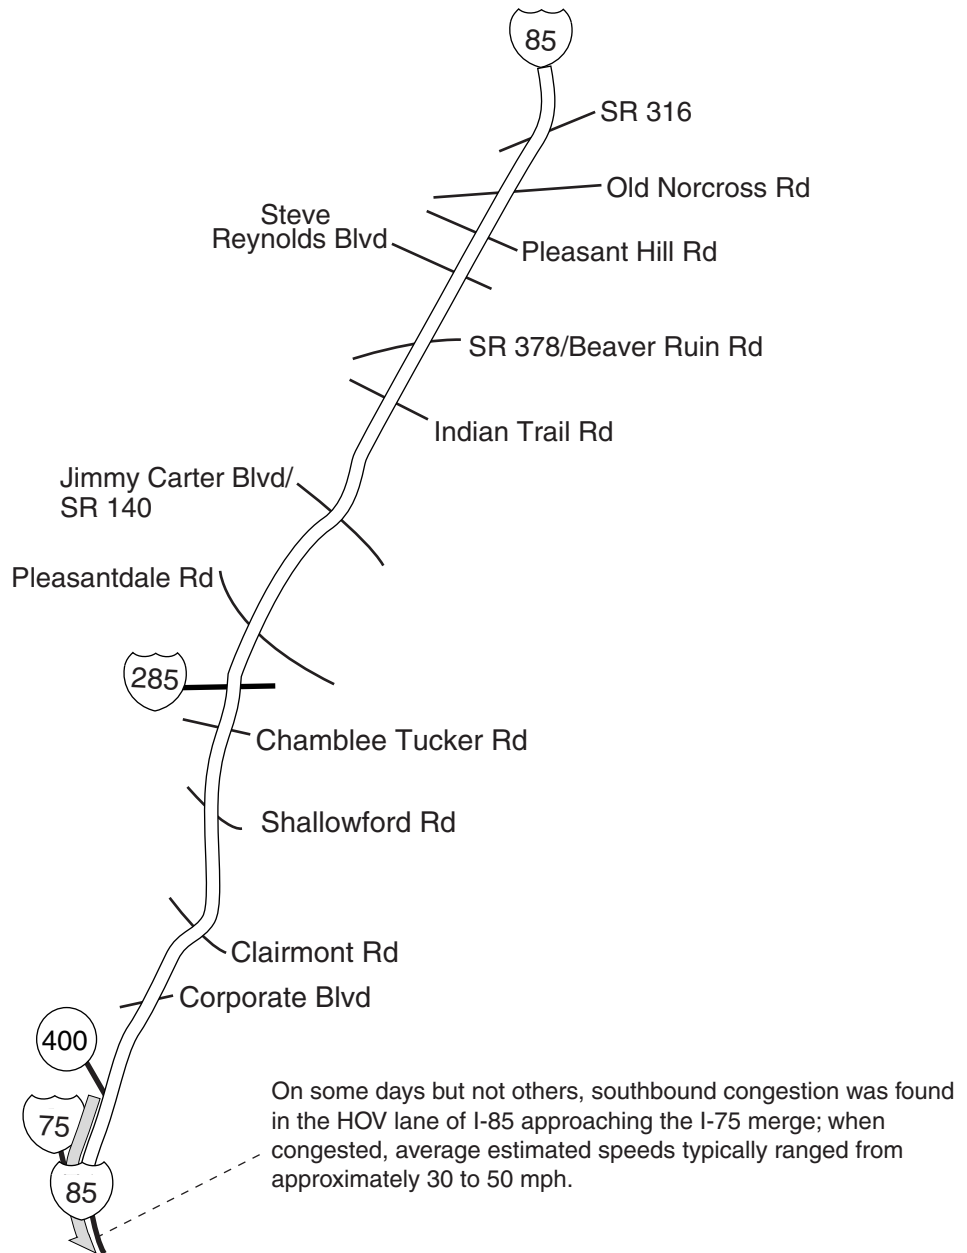 85
SR 316
Old Norcross Rd
Steve
Reynolds Blvd
Pleasant Hill Rd
SR 378/Beaver Ruin Rd
Indian Trail Rd
Jimmy Carter Blvd/
SR 140
Pleasantdale Rd
285
Chamblee Tucker Rd
Shallowford Rd
Clairmont Rd
Corporate Blvd
400
75
85
On some days but not others, southbound congestion was found
in the HOV lane of I-85 approaching the I-75 merge; when
congested, average estimated speeds typically ranged from
approximately 30 to 50 mph.